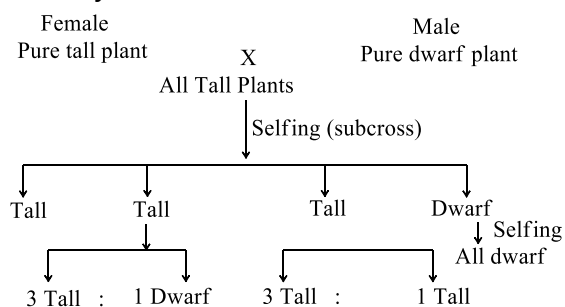 Female
Pure tall plant
Male
Pure dwarf plant
X
All Tall Plants
Selfing (subcross)
Tall Tall Tall Dwarf
Selfing
All dwarf
3 Tall : 1 Dwarf 3 Tall : 1 Tall